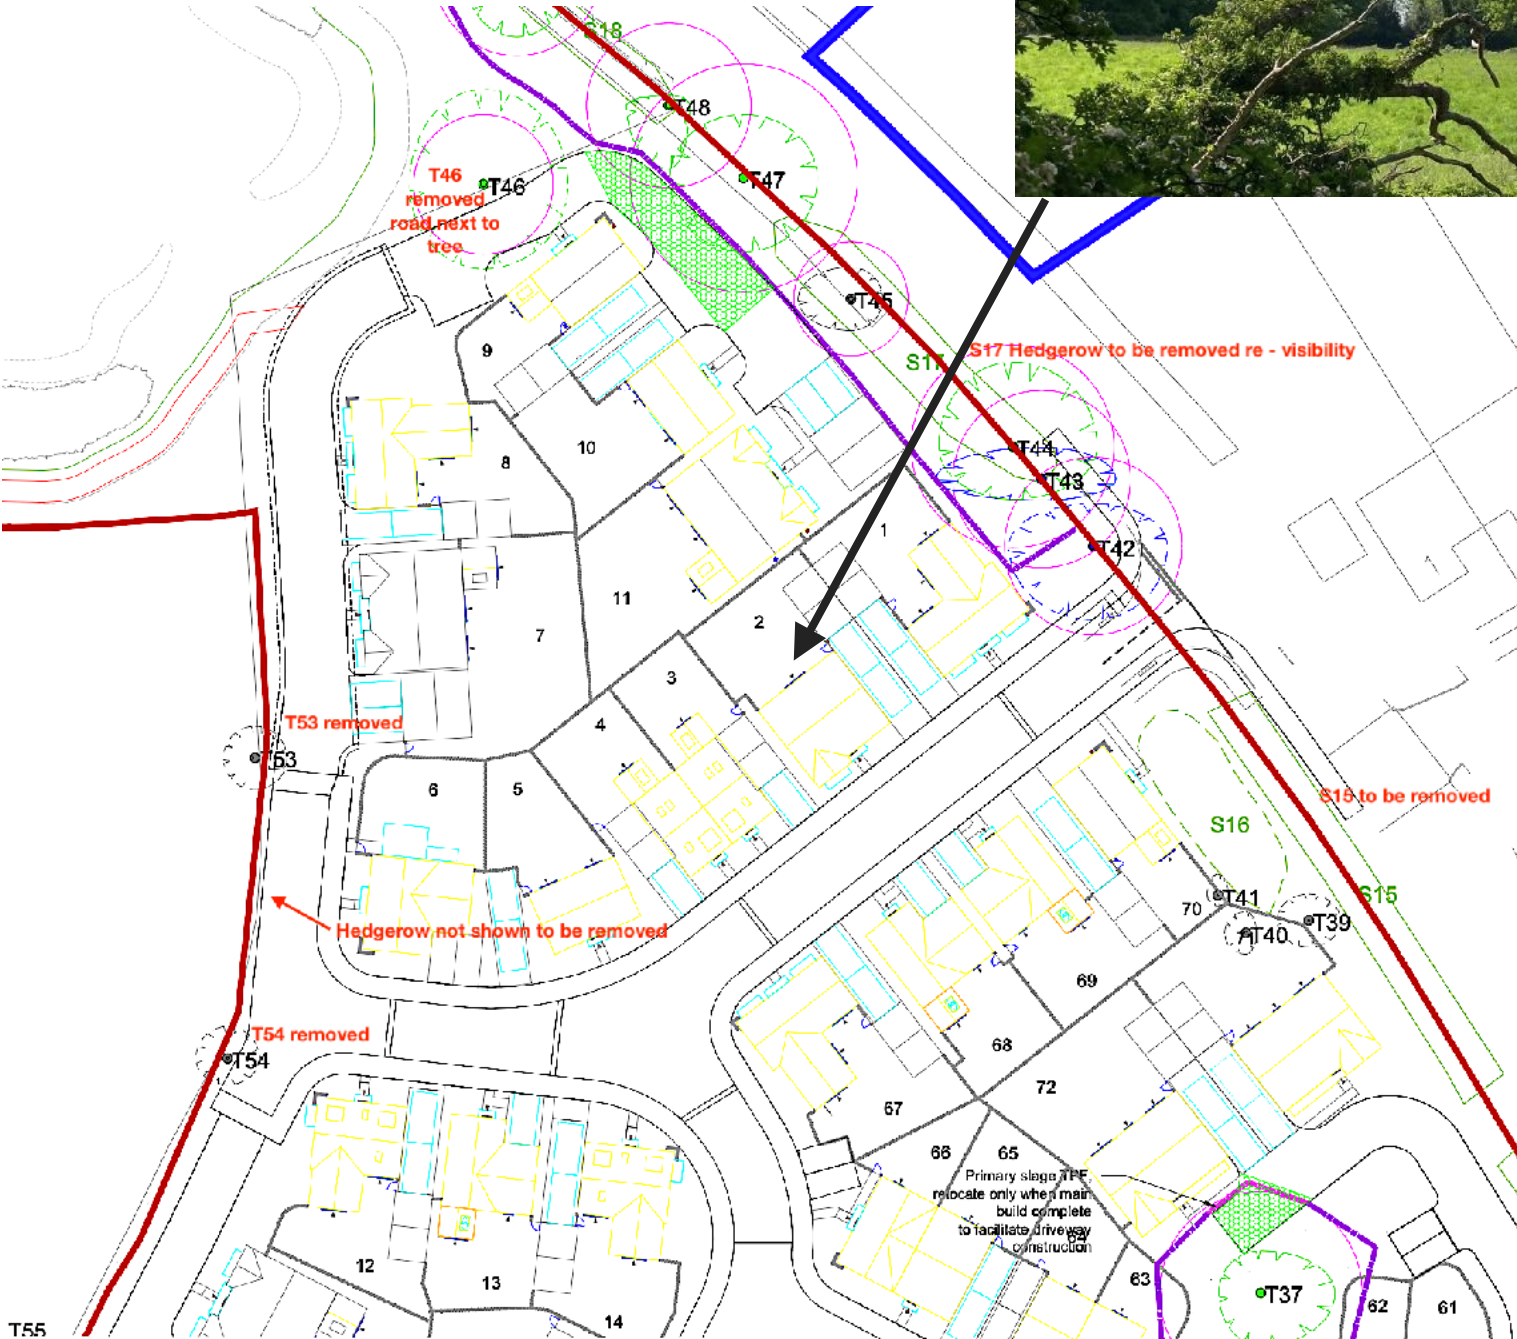 S18
T48
T47
T46
T46
removed
road next to
tree
T45
S17 Hedgerow to be removed re - visibility
S17
9
10
8
T44
T43
T42
1
1
2
11
7
3
4
T53 removed
T53
6
5
S15 to be removed
S16
S15
T41
T39
T40
70
Hedgerow not shown to be removed
69
68
T54 removed
T54
72
67
66
65
Primary stage TPF
relocate only when main
build complete
to facilitate driveway
construction
64
63
T37
62
61
12
13
14
T55